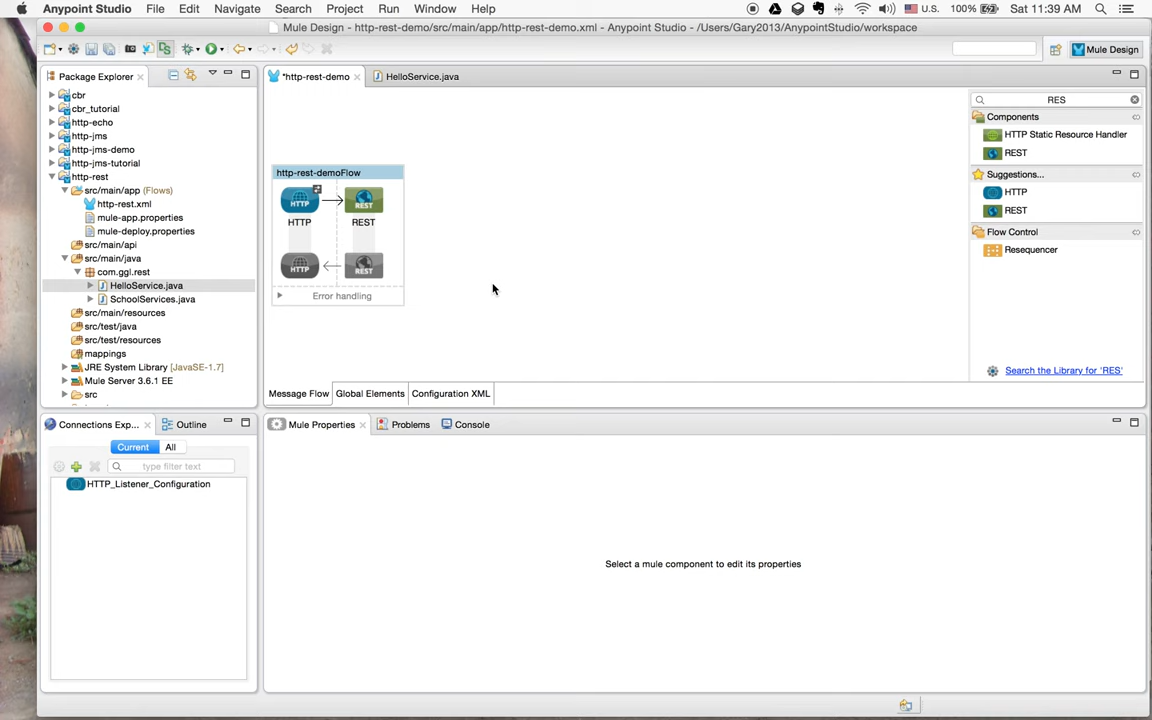 Anypoint Studio File Edit Navigate Search Project Run Window Help U.S. 100% Sat 11:39 AM
Mule Design - http-rest-demo/src/main/app/http-rest-demo.xml - Anypoint Studio - /Users/Gary2013/AnypointStudio/workspace
DS Mule Design
Package Explorer
cbr
cbr_tutorial
http-echo
http-jms
http-jms-demo
http-jms-tutorial
http-rest
src/main/app (Flows)
http-rest.xml
mule-app.properties
mule-deploy.properties
src/main/api
src/main/java
com.ggl.rest
HelloService.java
SchoolServices.java
src/main/resources
src/test/java
src/test/resources
mappings
JRE System Library [JavaSE-1.7]
Mule Server 3.6.1 EE
src
*http-rest-demo HelloService.java
http-rest-demoFlow
HTTP REST
HTTP REST
HTTP REST
Error handling
Message Flow Global Elements Configuration XML
RES
Components
HTTP Static Resource Handler
REST
Suggestions...
HTTP
REST
Flow Control
Resequencer
Search the Library for 'RES'
Connections Exp... Outline
Current All
type filter text
HTTP_Listener_Configuration
Mule Properties Problems Console
Select a mule component to edit its properties